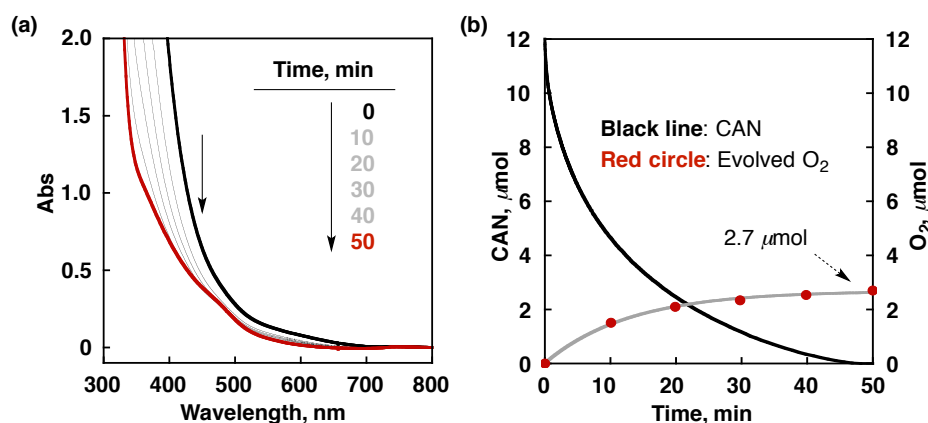 (a)
2.0
1.5
1.0
0.5
0
Abs
Time, min
0
10
20
30
40
50
300 400 500 600 700 800
Wavelength, nm
(b)
12
10
8
6
4
2
0
CAN, μmol
Black line: CAN
Red circle: Evolved O₂
2.7 μmol
12
10
8
6
4
2
0
O₂, μmol
0 10 20 30 40 50
Time, min